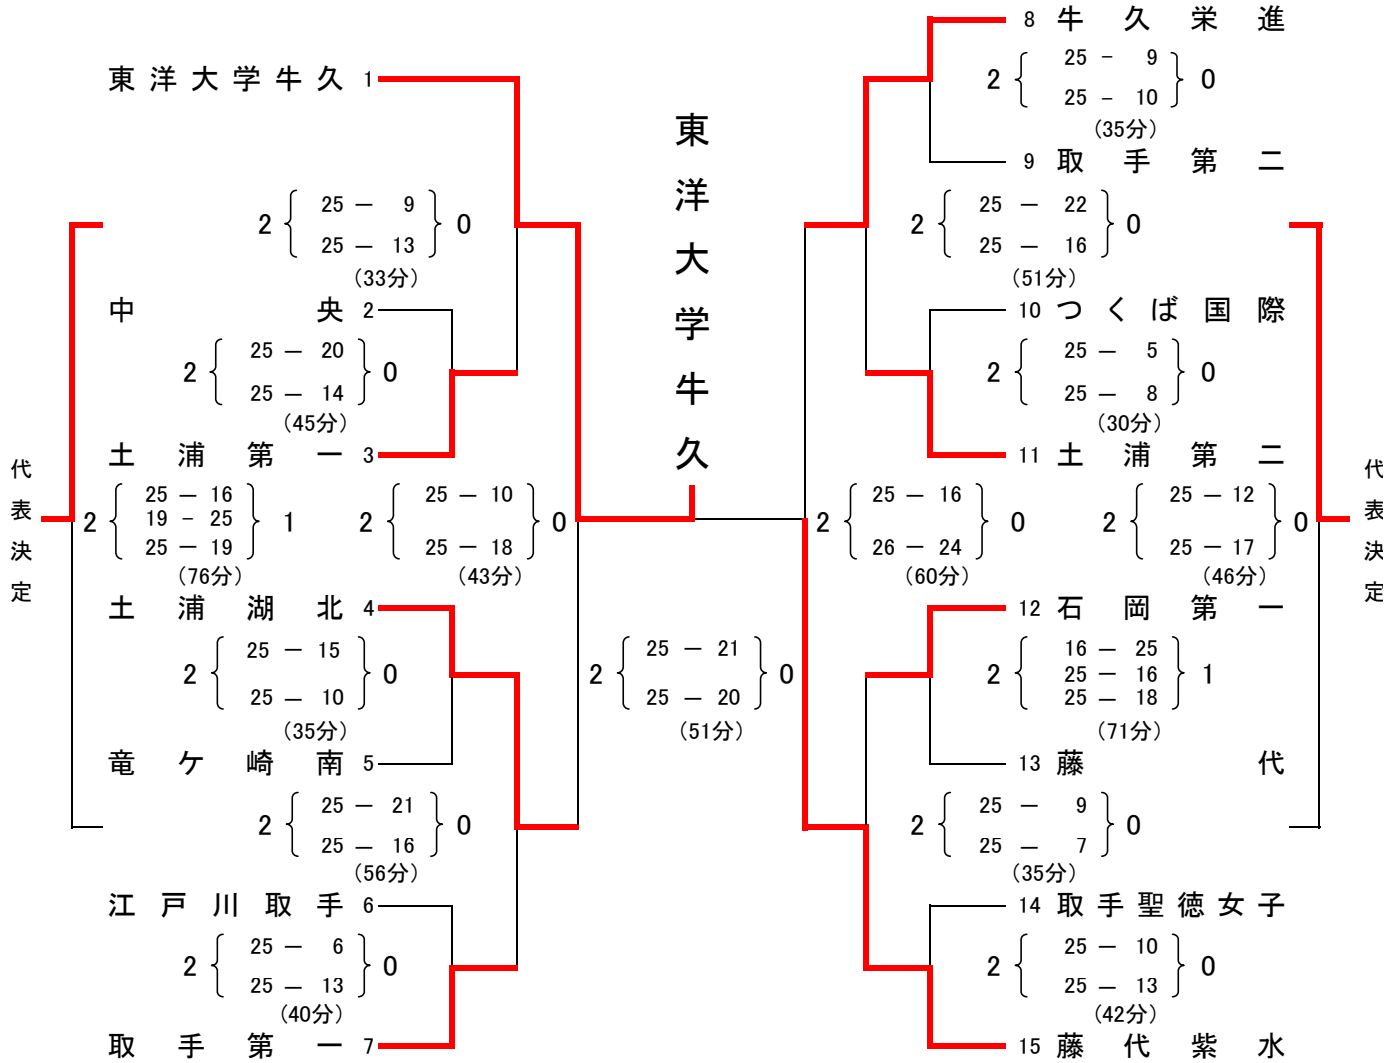 東洋大学牛久 1
2 25 － 9 0
25 － 13
(33分)
中央 2
2 25 － 20 0
25 － 14
(45分)
土浦第一 3
代表決定
2 25 － 16 1
19 － 25
25 － 19
(76分)
2 25 － 10 0
25 － 18
(43分)
土浦湖北 4
2 25 － 15 0
25 － 10
(35分)
竜ケ崎南 5
2 25 － 21 0
25 － 16
(56分)
江戸川取手 6
2 25 － 6 0
25 － 13
(40分)
取手第一 7
東洋大学牛久
2 25 － 21 0
25 － 20
(51分)
8 牛久栄進
2 25 － 9 0
25 － 10
(35分)
9 取手第二
2 25 － 22 0
25 － 16
(51分)
10 つくば国際
2 25 － 5 0
25 － 8
(30分)
11 土浦第二
2 25 － 16 0
26 － 24
(60分)
2 25 － 12 0
25 － 17
(46分)
代表決定
12 石岡第一
2 16 － 25 1
25 － 16
25 － 18
(71分)
13 藤代
2 25 － 9 0
25 － 7
(35分)
14 取手聖徳女子
2 25 － 10 0
25 － 13
(42分)
15 藤代紫水